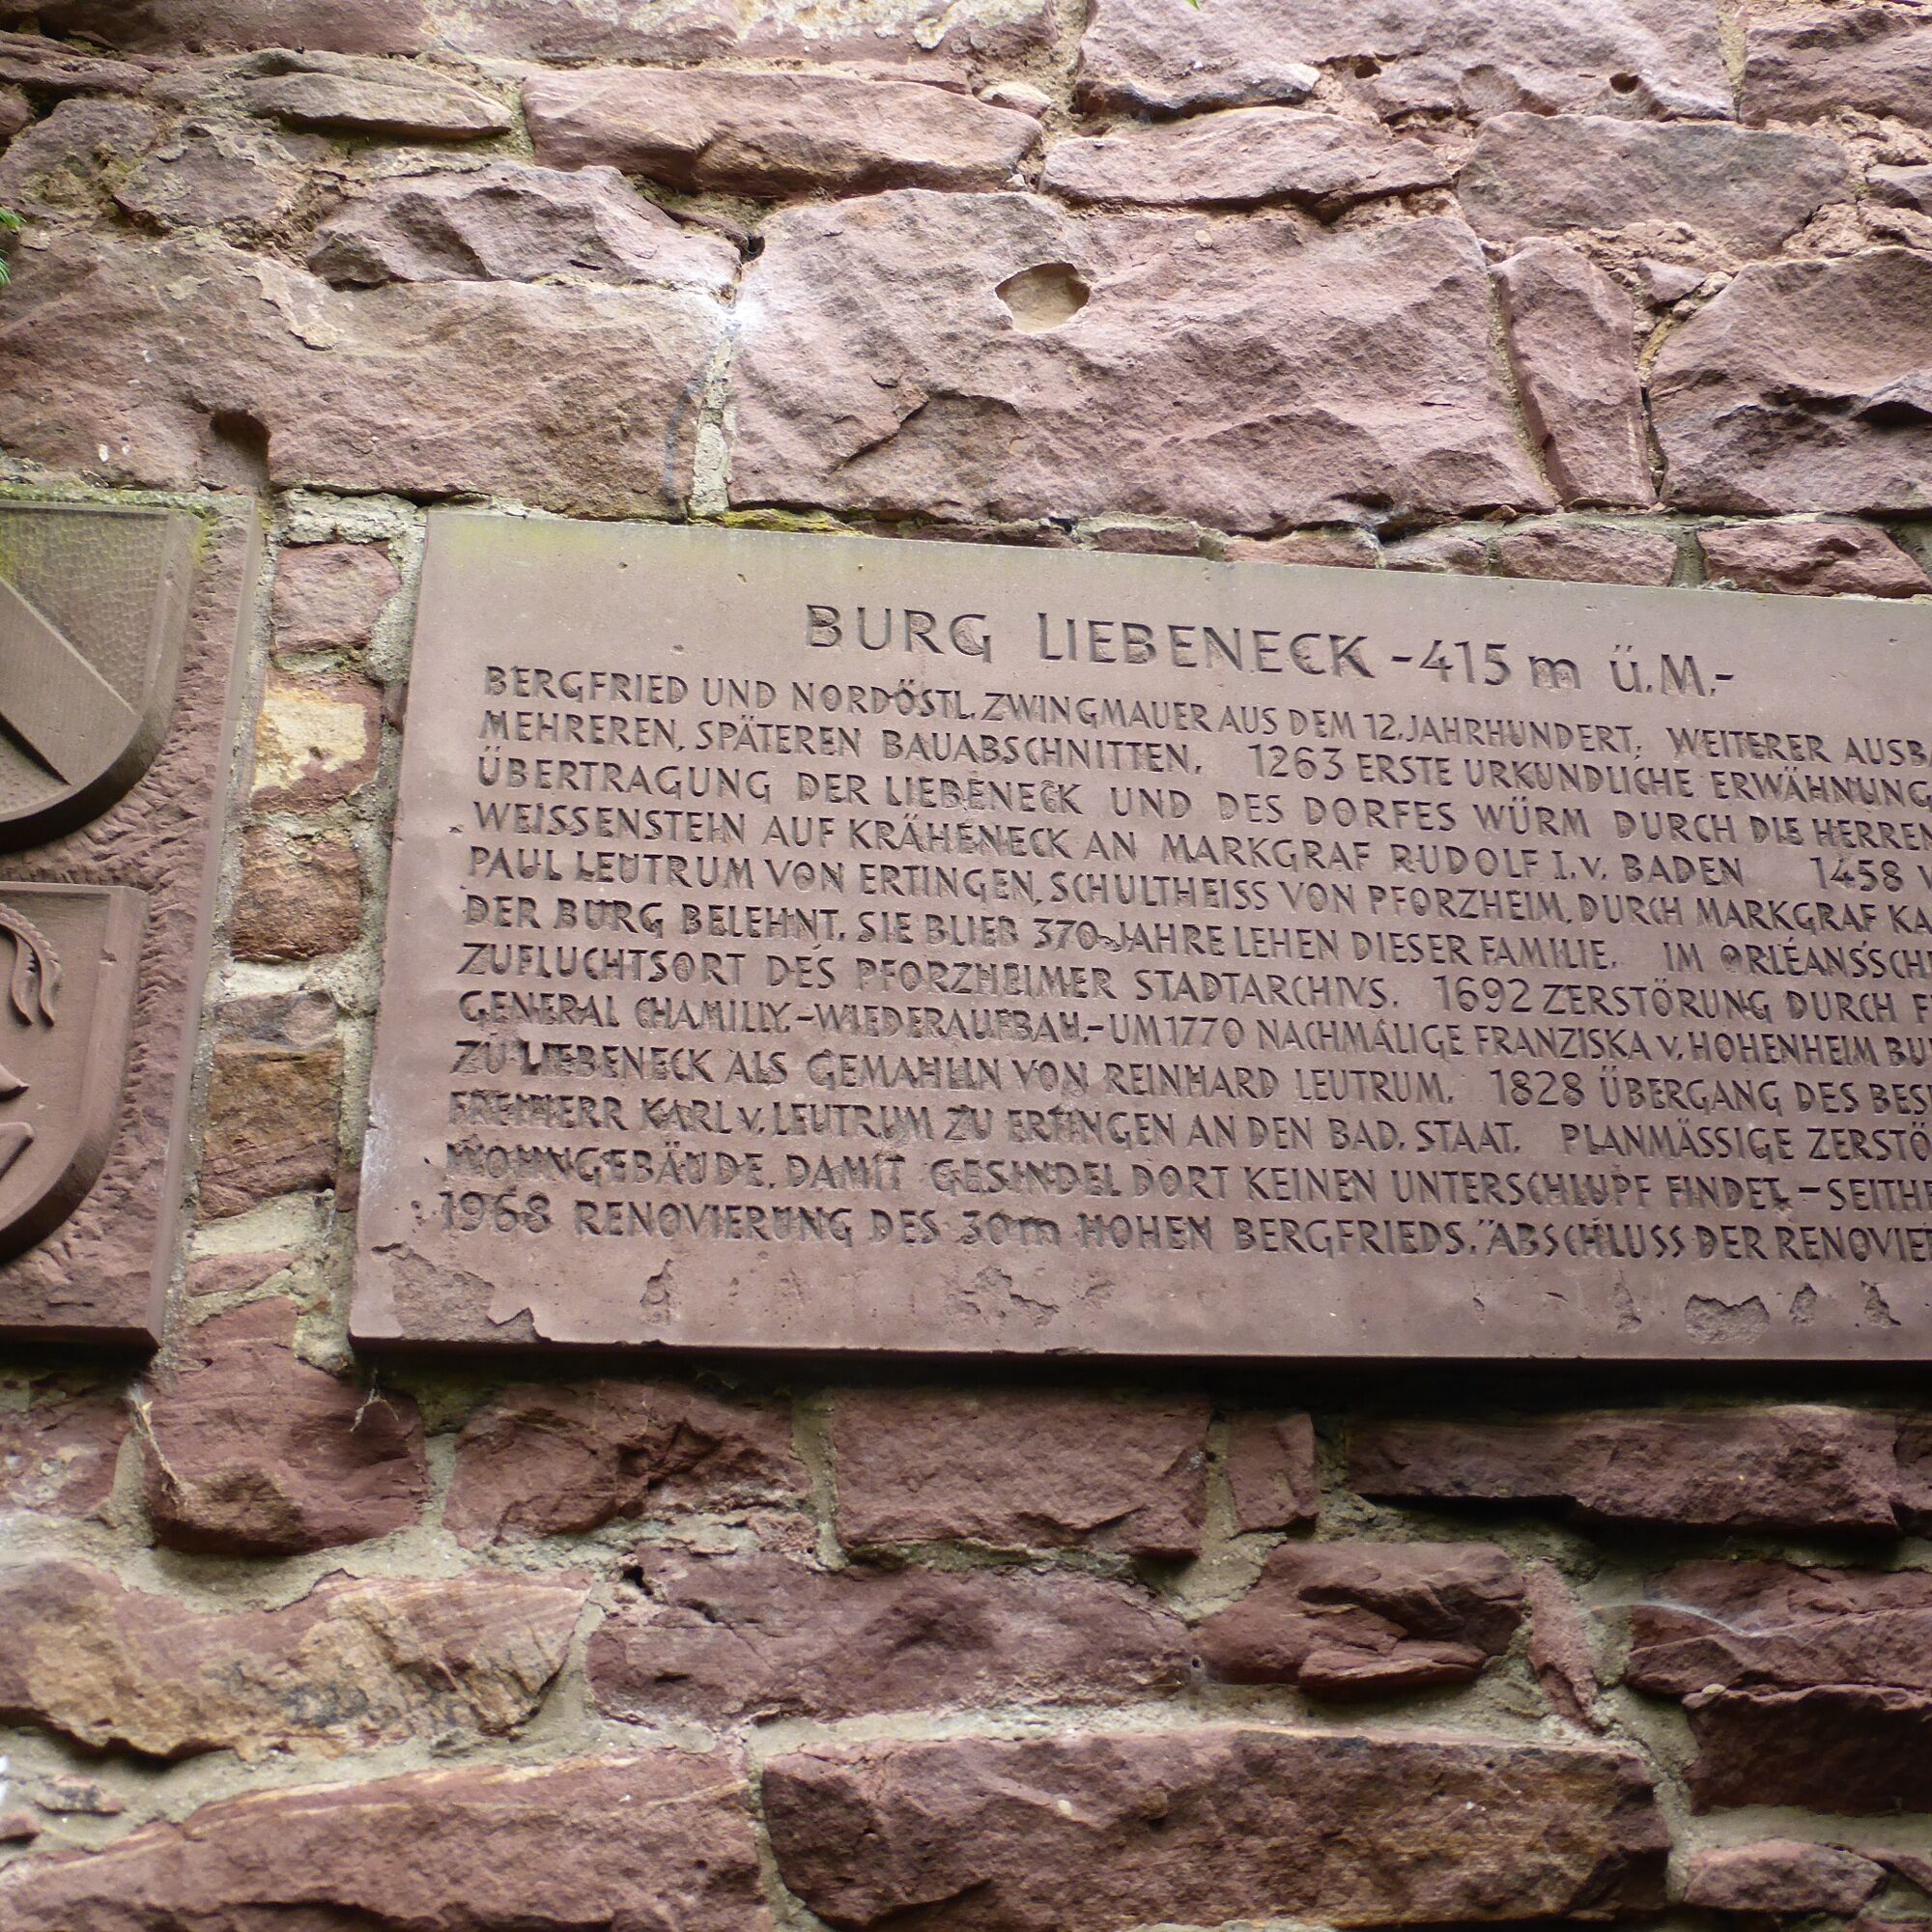 BURG LIEBENECK -415 m Ü.M.-
BERGFRIED UND NORDÖSTL. ZWINGMAUER AUS DEM 12. JAHRHUNDERT, WEITERER
MEHREREN, SPÄTEREN BAUABSCHNITTEN. 1263 ERSTE URKUNDLICHE ERWÄHNUNG
ÜBERTRAGUNG DER LIEBENECK UND DES DORFES WÜRM DURCH DIE HERREN
WEISSENSTEIN AUF KRÄHENECK AN MARKGRAF RUDOLF I. V. BADEN 1458
PAUL LEUTRUM VON ERTINGEN, SCHULTHEISS VON PFORZHEIM, DURCH MARKGRAF
DER BURG BELEHNT. SIE BLIEB 370 JAHRE LEHEN DIESER FAMILIE. IM
ZUFLUCHTSORT DES PFORZHEIMER STADTARCHIVS. 1692 ZERSTÖRUNG DURCH
GENERAL CHAMILLY.-WIEDERAUFBAU.-UM 1770 NACHMALIGE FRANZISKA V. HOHENHEIM
ZU LIEBENECK ALS GEMAHLIN VON REINHARD LEUTRUM. 1828 ÜBERGANG DES
FREIHERR KARL V. LEUTRUM ZU ERTINGEN AN DEN BAD. STAAT. PLANMÄSSIGE
WOHNGEBÄUDE, DAMIT GESINDEL DORT KEINEN UNTERSCHLUPF FINDET.-
1968 RENOVIERUNG DES 30m HOHEN BERGFRIEDS. ABSCHLUSS DER